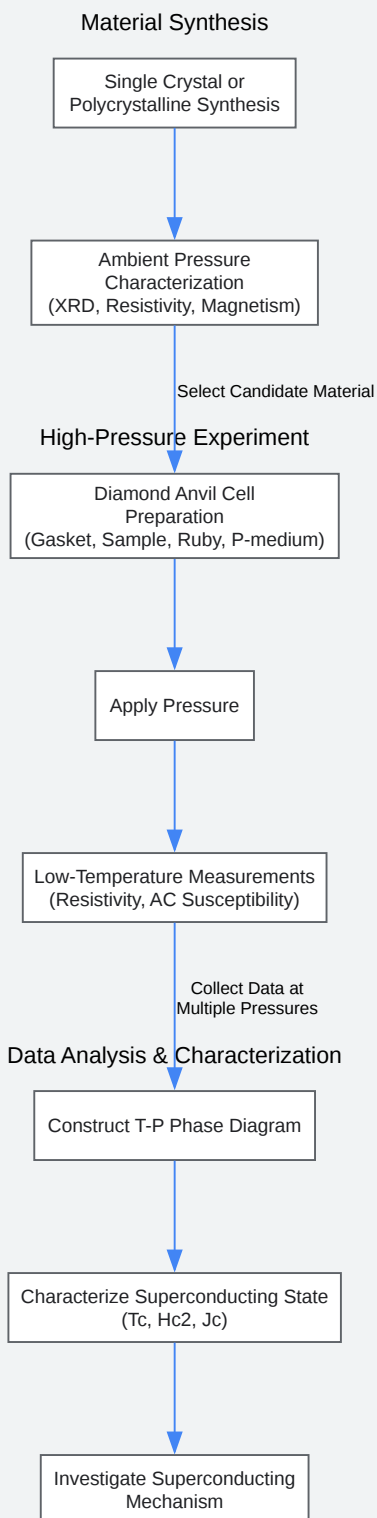 Material Synthesis
Single Crystal or
Polycrystalline Synthesis
Ambient Pressure
Characterization
(XRD, Resistivity, Magnetism)
Select Candidate Material
High-Pressure Experiment
Diamond Anvil Cell
Preparation
(Gasket, Sample, Ruby, P-medium)
Apply Pressure
Low-Temperature Measurements
(Resistivity, AC Susceptibility)
Collect Data at
Multiple Pressures
Data Analysis & Characterization
Construct T-P Phase Diagram
Characterize Superconducting State
(Tc, Hc2, Jc)
Investigate Superconducting
Mechanism